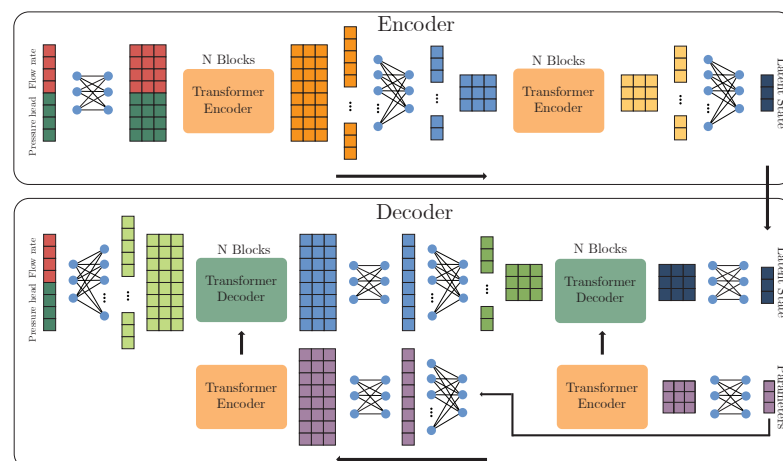 Encoder
Flow rate
Pressure head
N Blocks
Transformer
Encoder
...
...
N Blocks
Transformer
Encoder
...
...
Latent State
Decoder
Flow rate
Pressure head
...
...
N Blocks
Transformer
Decoder
...
...
N Blocks
Transformer
Decoder
Latent State
Transformer
Encoder
...
Transformer
Encoder
Parameters